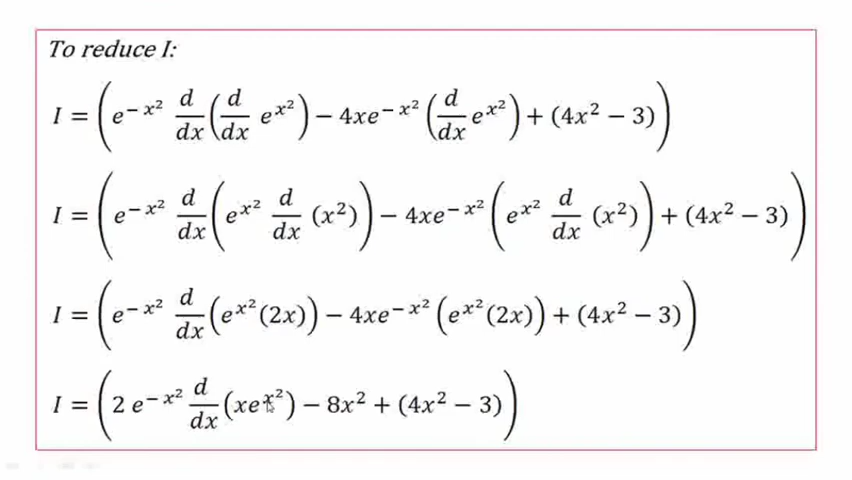 To reduce I:
I = ( e^{-x^2} d/dx ( d/dx e^{x^2} ) − 4xe^{-x^2} ( d/dx e^{x^2} ) + (4x^2 − 3) )
I = ( e^{-x^2} d/dx ( e^{x^2} d/dx (x^2) ) − 4xe^{-x^2} ( e^{x^2} d/dx (x^2) ) + (4x^2 − 3) )
I = ( e^{-x^2} d/dx ( e^{x^2} (2x) ) − 4xe^{-x^2} ( e^{x^2} (2x) ) + (4x^2 − 3) )
I = ( 2 e^{-x^2} d/dx ( xe^{x^2} ) − 8x^2 + (4x^2 − 3) )